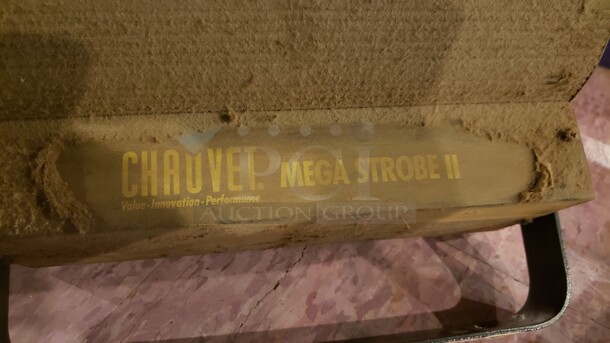 CHAUVET® MEGA STROBE II
Value•Innovation•Performance
PCI
AUCTION GROUP